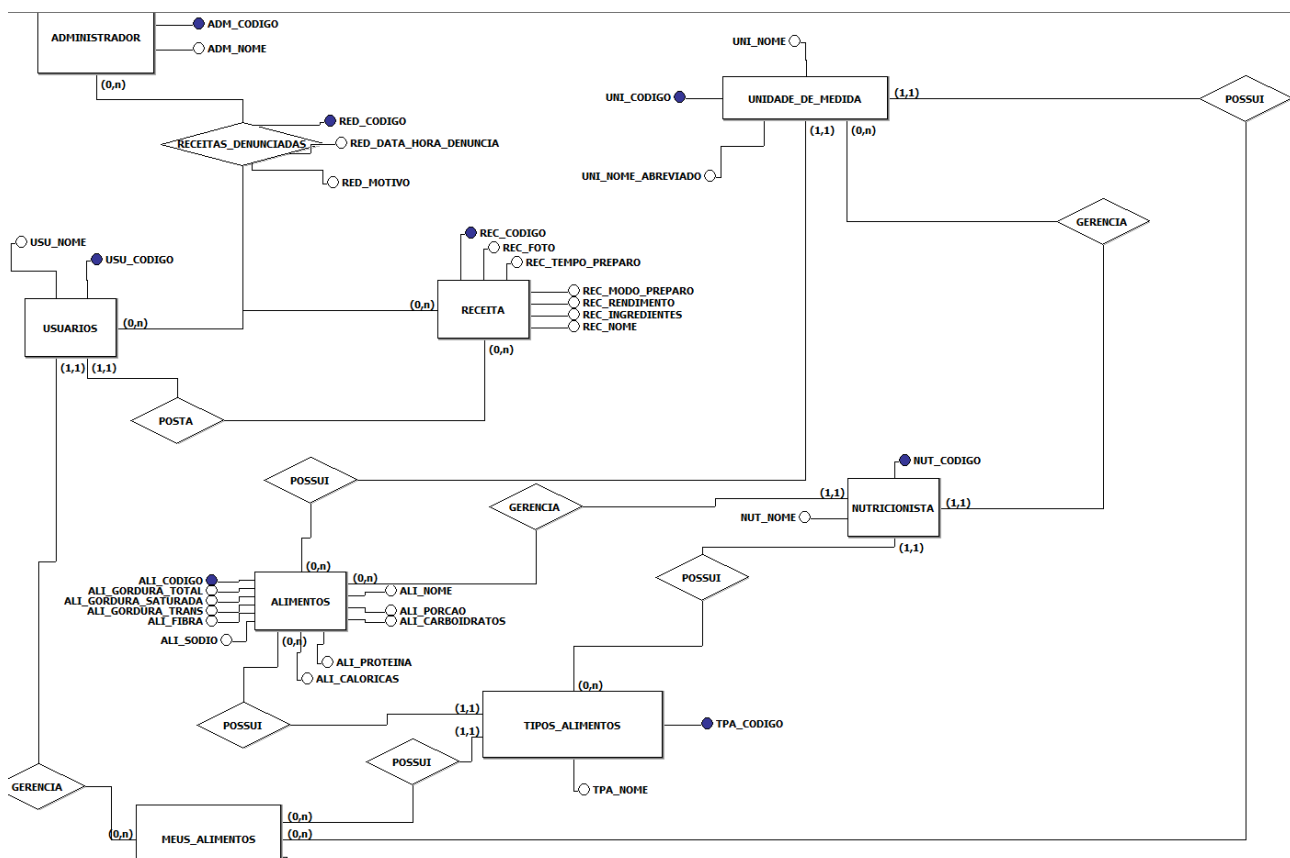 ADMINISTRADOR
ADM_CODIGO
ADM_NOME
(0,n)
UNI_NOME
UNI_CODIGO
UNIDADE_DE_MEDIDA
(1,1)
POSSUI
(1,1)
(0,n)
UNI_NOME_ABREVIADO
RED_CODIGO
RECEITAS_DENUNCIADAS
RED_DATA_HORA_DENUNCIA
RED_MOTIVO
GERENCIA
USU_NOME
USU_CODIGO
USUARIOS
(0,n)
(1,1)
(1,1)
REC_CODIGO
REC_FOTO
REC_TEMPO_PREPARO
(0,n)
RECEITA
REC_MODO_PREPARO
REC_RENDIMENTO
REC_INGREDIENTES
REC_NOME
(0,n)
POSTA
POSSUI
GERENCIA
NUT_CODIGO
(1,1)
NUTRICIONISTA
(1,1)
NUT_NOME
(1,1)
POSSUI
(0,n)
(0,n)
ALI_CODIGO
ALI_GORDURA_TOTAL
ALI_GORDURA_SATURADA
ALI_GORDURA_TRANS
ALI_FIBRA
ALI_SODIO
ALIMENTOS
ALI_NOME
ALI_PORCAO
ALI_CARBOIDRATOS
(0,n)
ALI_PROTEINA
ALI_CALORICAS
POSSUI
(0,n)
(1,1)
TIPOS_ALIMENTOS
TPA_CODIGO
(1,1)
POSSUI
TPA_NOME
GERENCIA
(0,n)
MEUS_ALIMENTOS
(0,n)
(0,n)